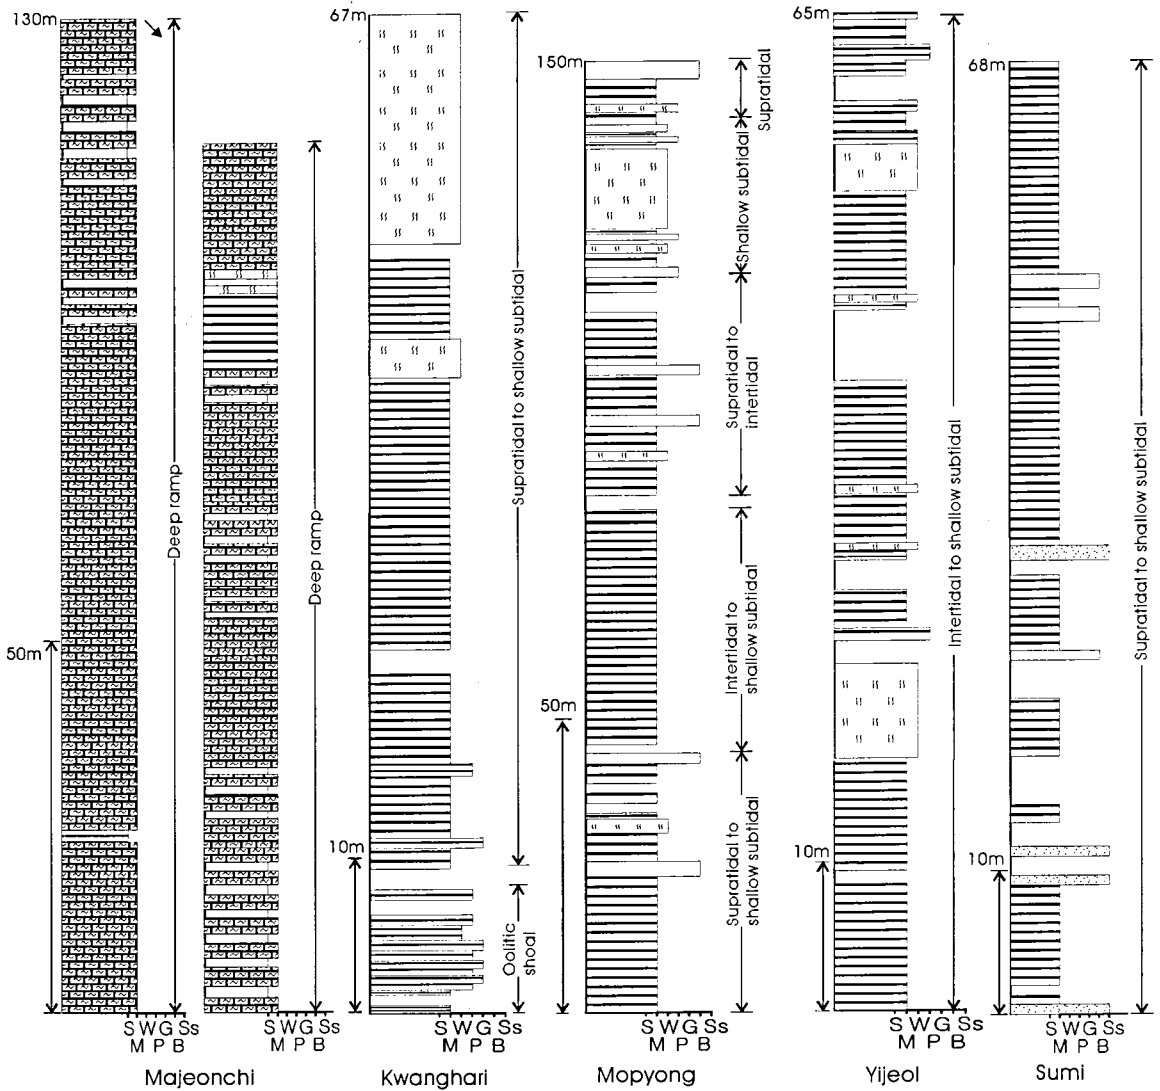 130m
50m
Deep ramp
Deep ramp
S W G Ss
M P B
S W G Ss
M P B
Majeonchi
67m
10m
Supratidal to shallow subtidal
Oolitic
shoal
S W G Ss
M P B
Kwanghari
150m
50m
Supratidal
Shallow subtidal
Supratidal to
intertidal
Intertidal to
shallow subtidal
Supratidal to
shallow subtidal
S W G Ss
M P B
Mopyong
65m
10m
Intertidal to shallow subtidal
S W G Ss
M P B
Yijeol
68m
10m
Supratidal to shallow subtidal
S W G Ss
M P B
Sumi